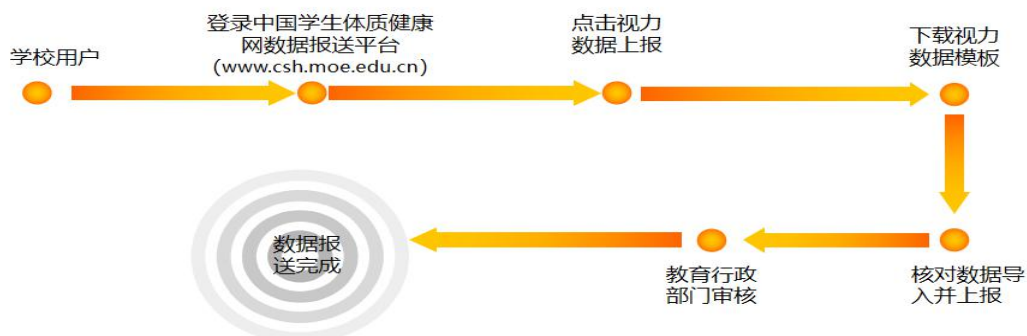 学校用户
登录中国学生体质健康
网数据报送平台
(www.csh.moe.edu.cn)
点击视力
数据上报
下载视力
数据模板
核对数据导
入并上报
教育行政
部门审核
数据报
送完成